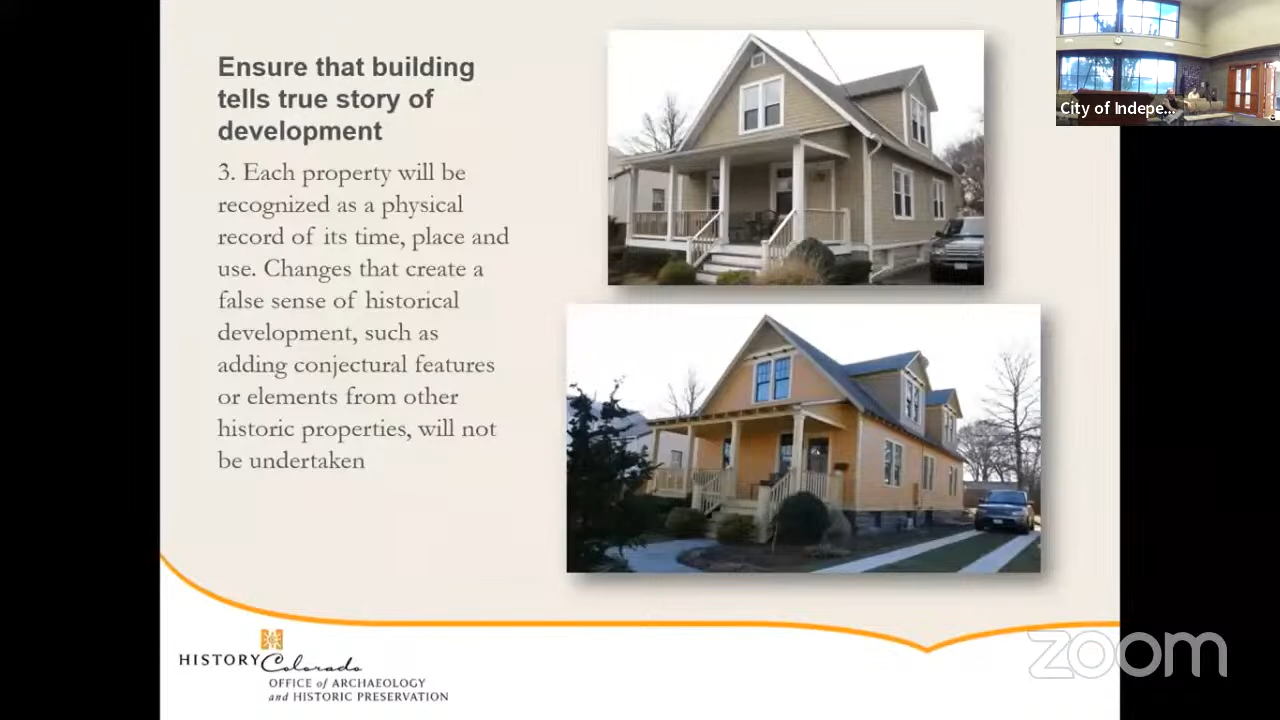 Ensure that building
tells true story of
development
3. Each property will be
recognized as a physical
record of its time, place and
use. Changes that create a
false sense of historical
development, such as
adding conjectural features
or elements from other
historic properties, will not
be undertaken
City of Indepe...
HISTORY Colorado
OFFICE of ARCHAEOLOGY
and HISTORIC PRESERVATION
zoom